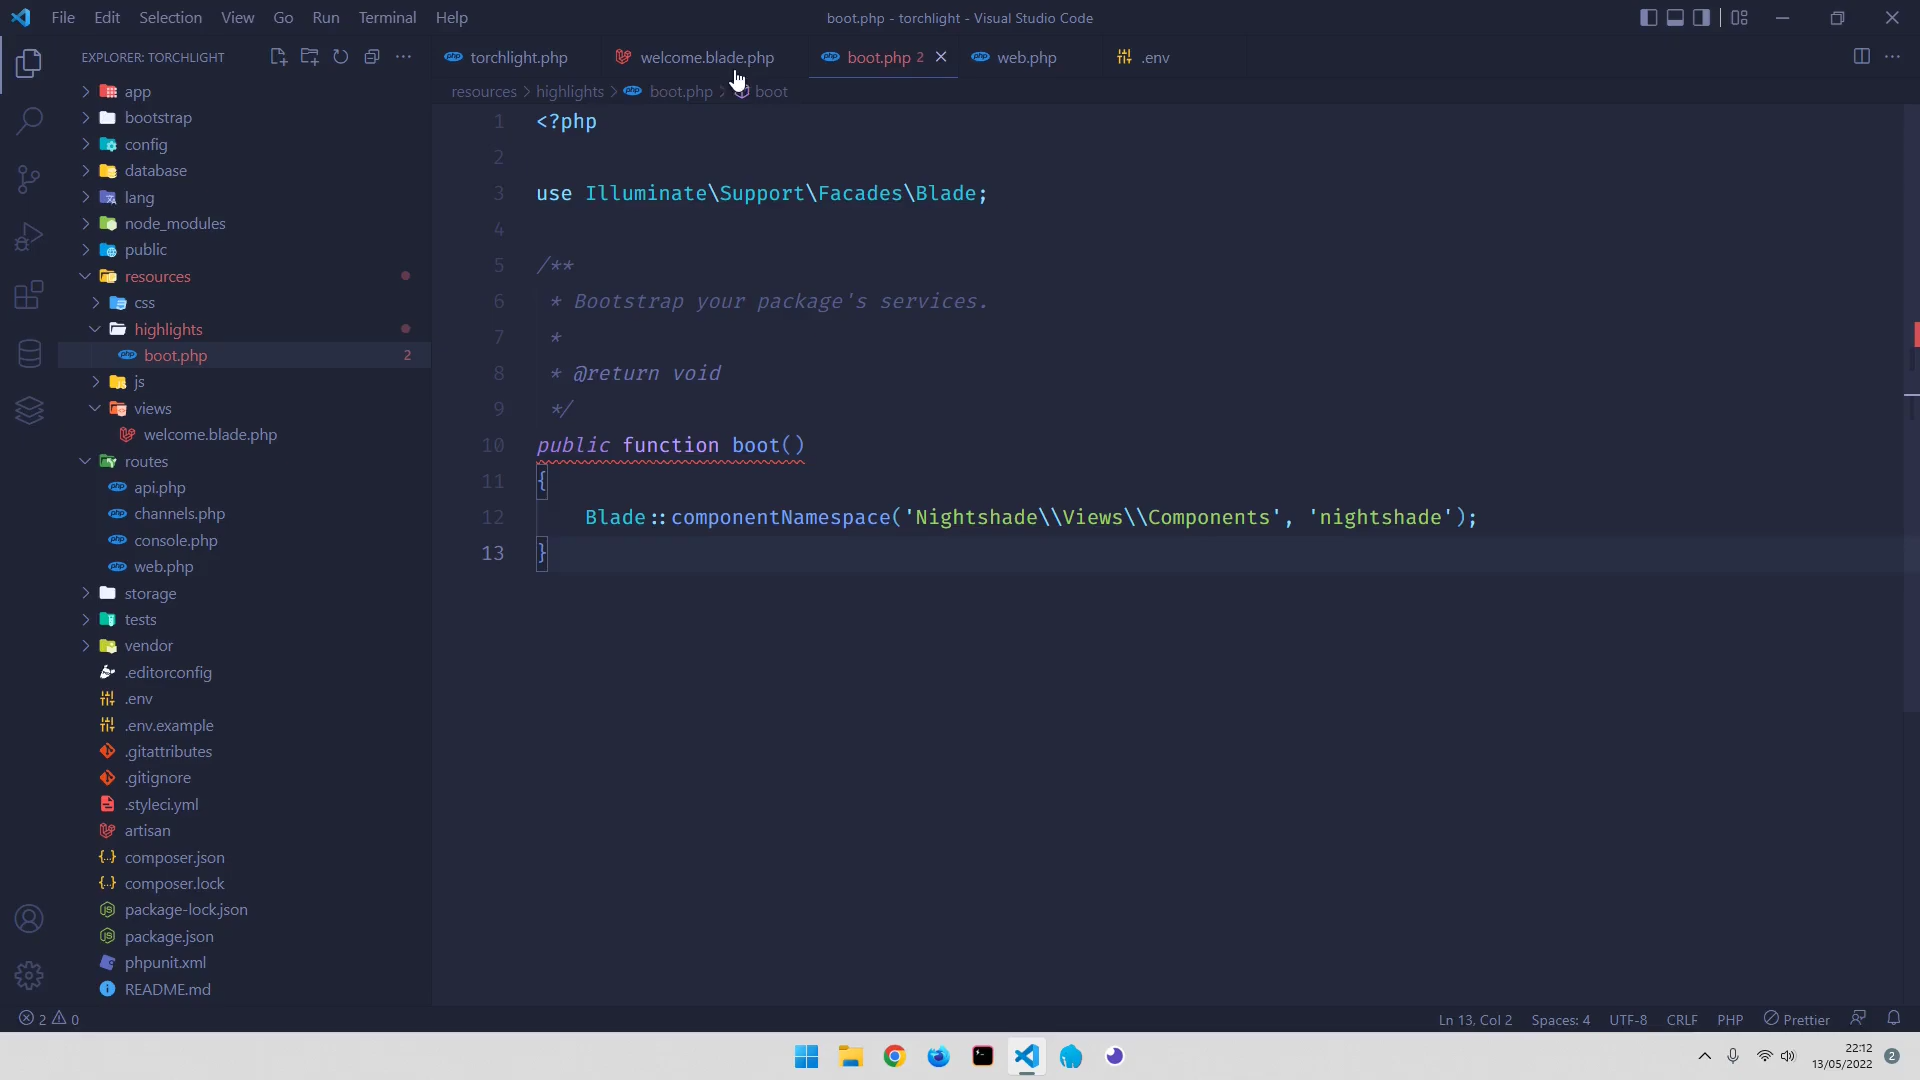 File Edit Selection View Go Run Terminal Help
boot.php - torchlight - Visual Studio Code
EXPLORER: TORCHLIGHT
torchlight.php
welcome.blade.php
boot.php 2
web.php
.env
resources > highlights > boot.php > boot
app
bootstrap
config
database
lang
node_modules
public
resources
css
highlights
boot.php 2
js
views
welcome.blade.php
routes
api.php
channels.php
console.php
web.php
storage
tests
vendor
.editorconfig
.env
.env.example
.gitattributes
.gitignore
.styleci.yml
artisan
composer.json
composer.lock
package-lock.json
package.json
phpunit.xml
README.md
1 <?php
2
3 use Illuminate\Support\Facades\Blade;
4
5 /**
6 * Bootstrap your package's services.
7 *
8 * @return void
9 */
10 public function boot()
11 {
12 Blade::componentNamespace('Nightshade\\Views\\Components', 'nightshade');
13 }
2 0
Ln 13, Col 2 Spaces: 4 UTF-8 CRLF PHP Prettier
22:12
13/05/2022
2